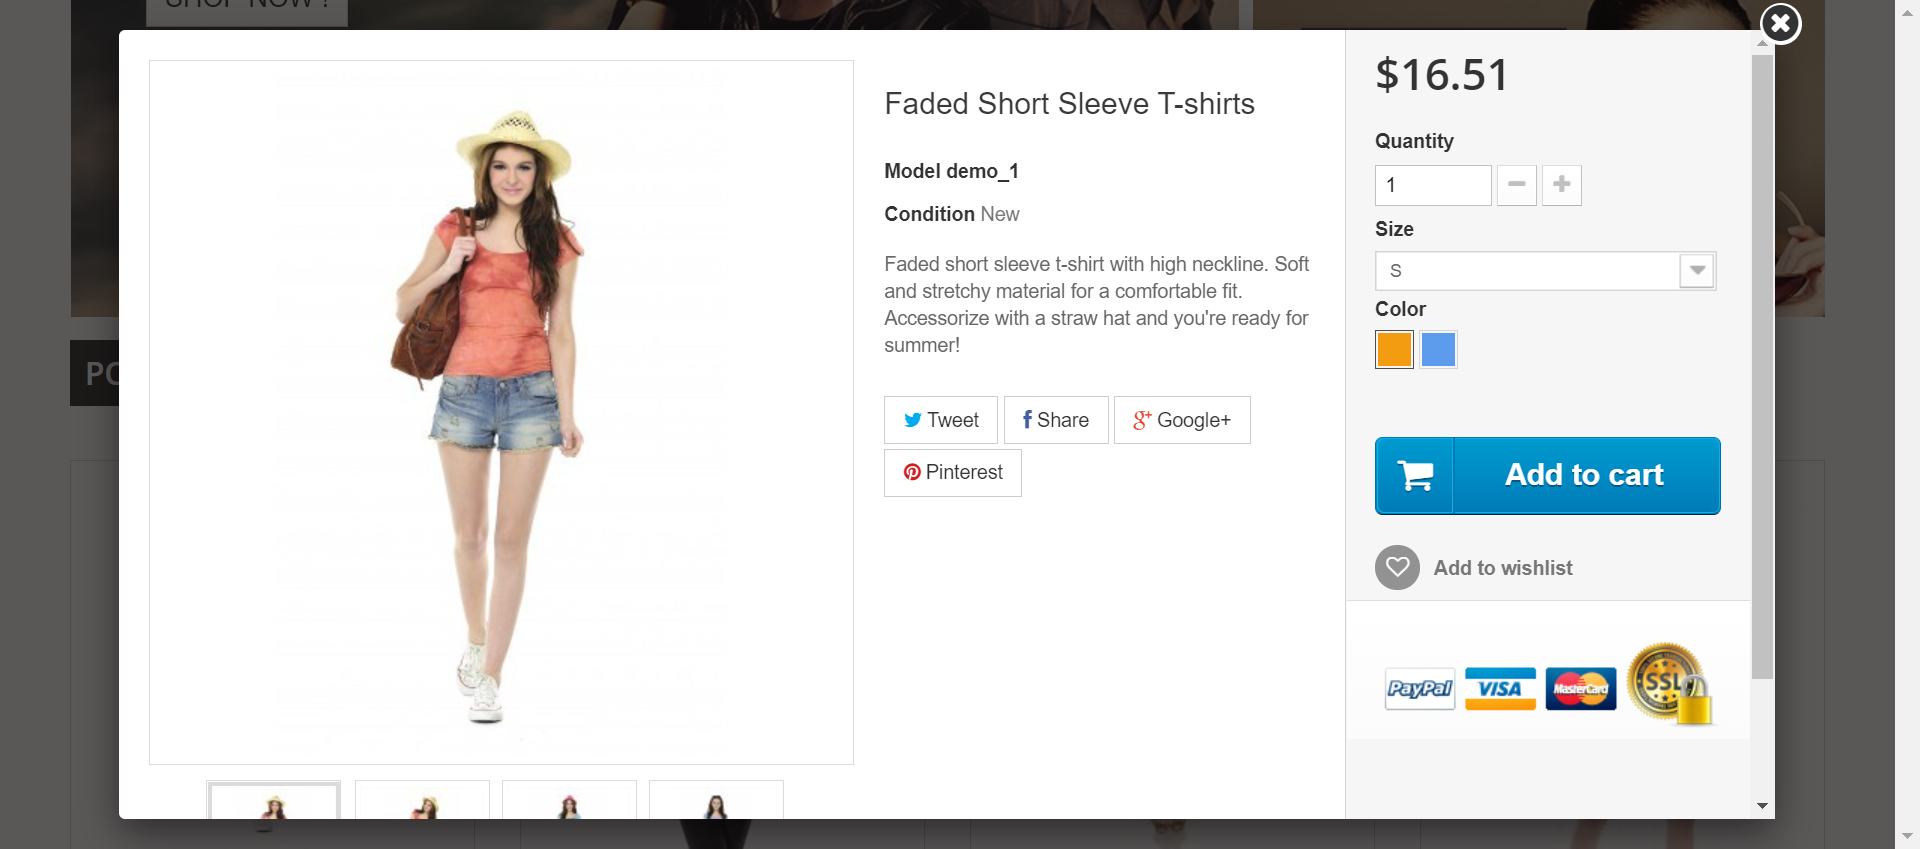 SHOP NOW !
PO
Faded Short Sleeve T-shirts
Model demo_1
Condition New
Faded short sleeve t-shirt with high neckline. Soft
and stretchy material for a comfortable fit.
Accessorize with a straw hat and you're ready for
summer!
Tweet
Share
Google+
Pinterest
$16.51
Quantity
1
Size
S
Color
Add to cart
Add to wishlist
PayPal
VISA
MasterCard
SSL